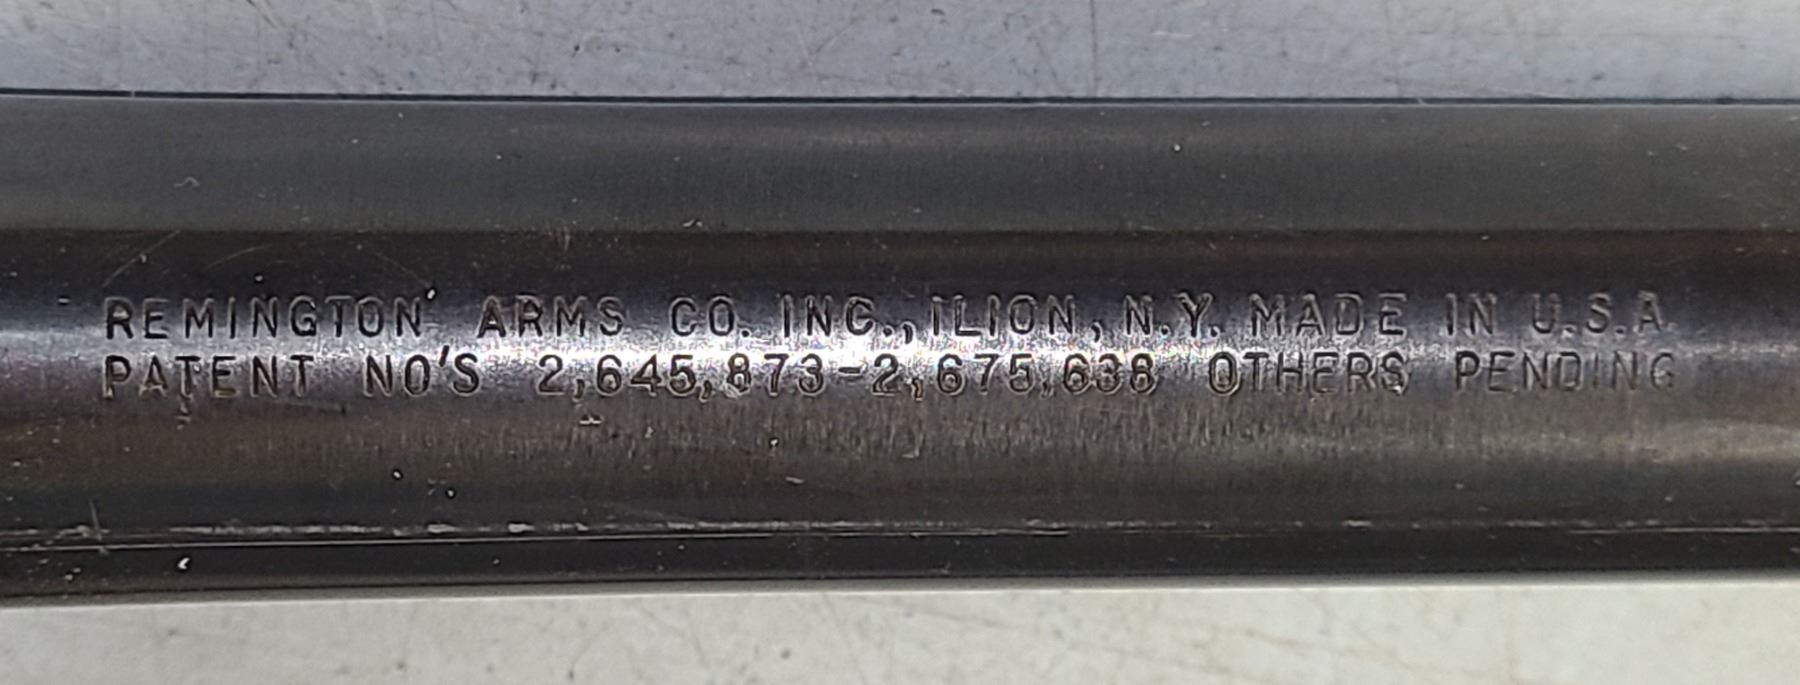 REMINGTON ARMS CO. INC., ILION, N.Y. MADE IN U.S.A.
PATENT NO'S 2,645,873-2,675,638 OTHERS PENDING